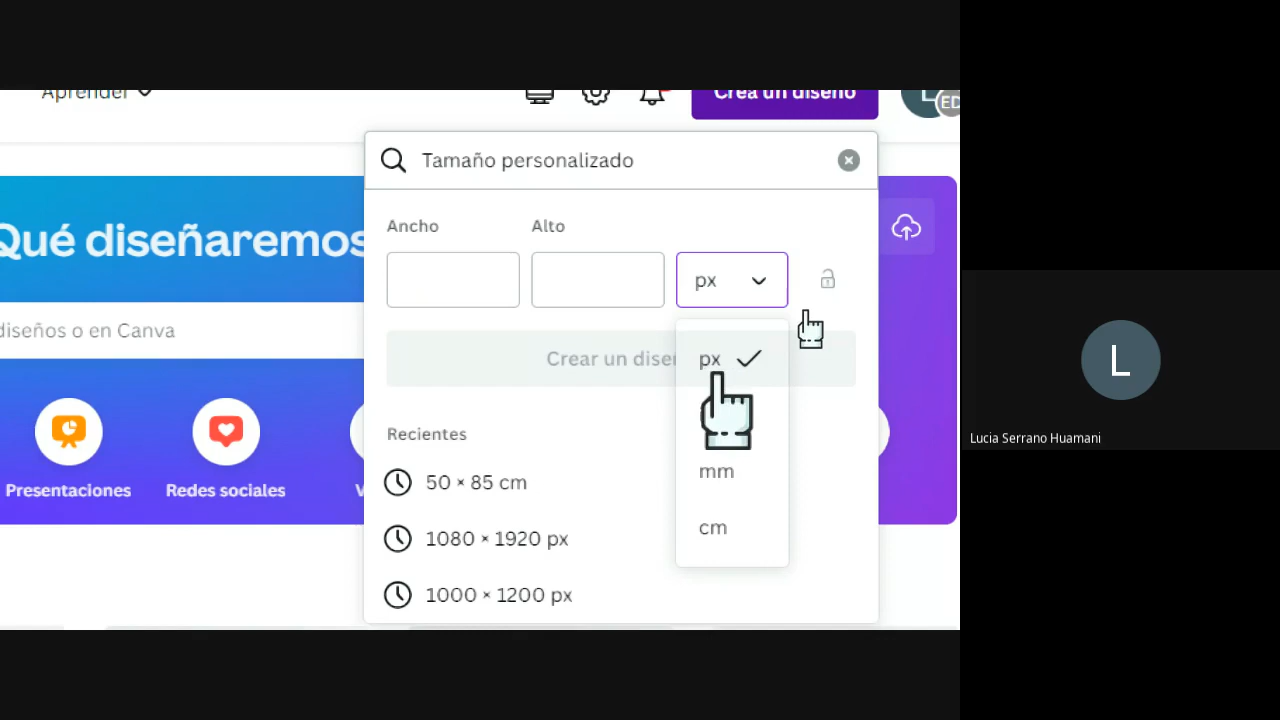 Aprender
Crea un diseño
L
ED
Tamaño personalizado
Ancho
Alto
Qué diseñaremos
px
diseños o en Canva
Crear un dise
px
mm
cm
Recientes
50 × 85 cm
1080 × 1920 px
1000 × 1200 px
Presentaciones
Redes sociales
V
L
Lucia Serrano Huamani